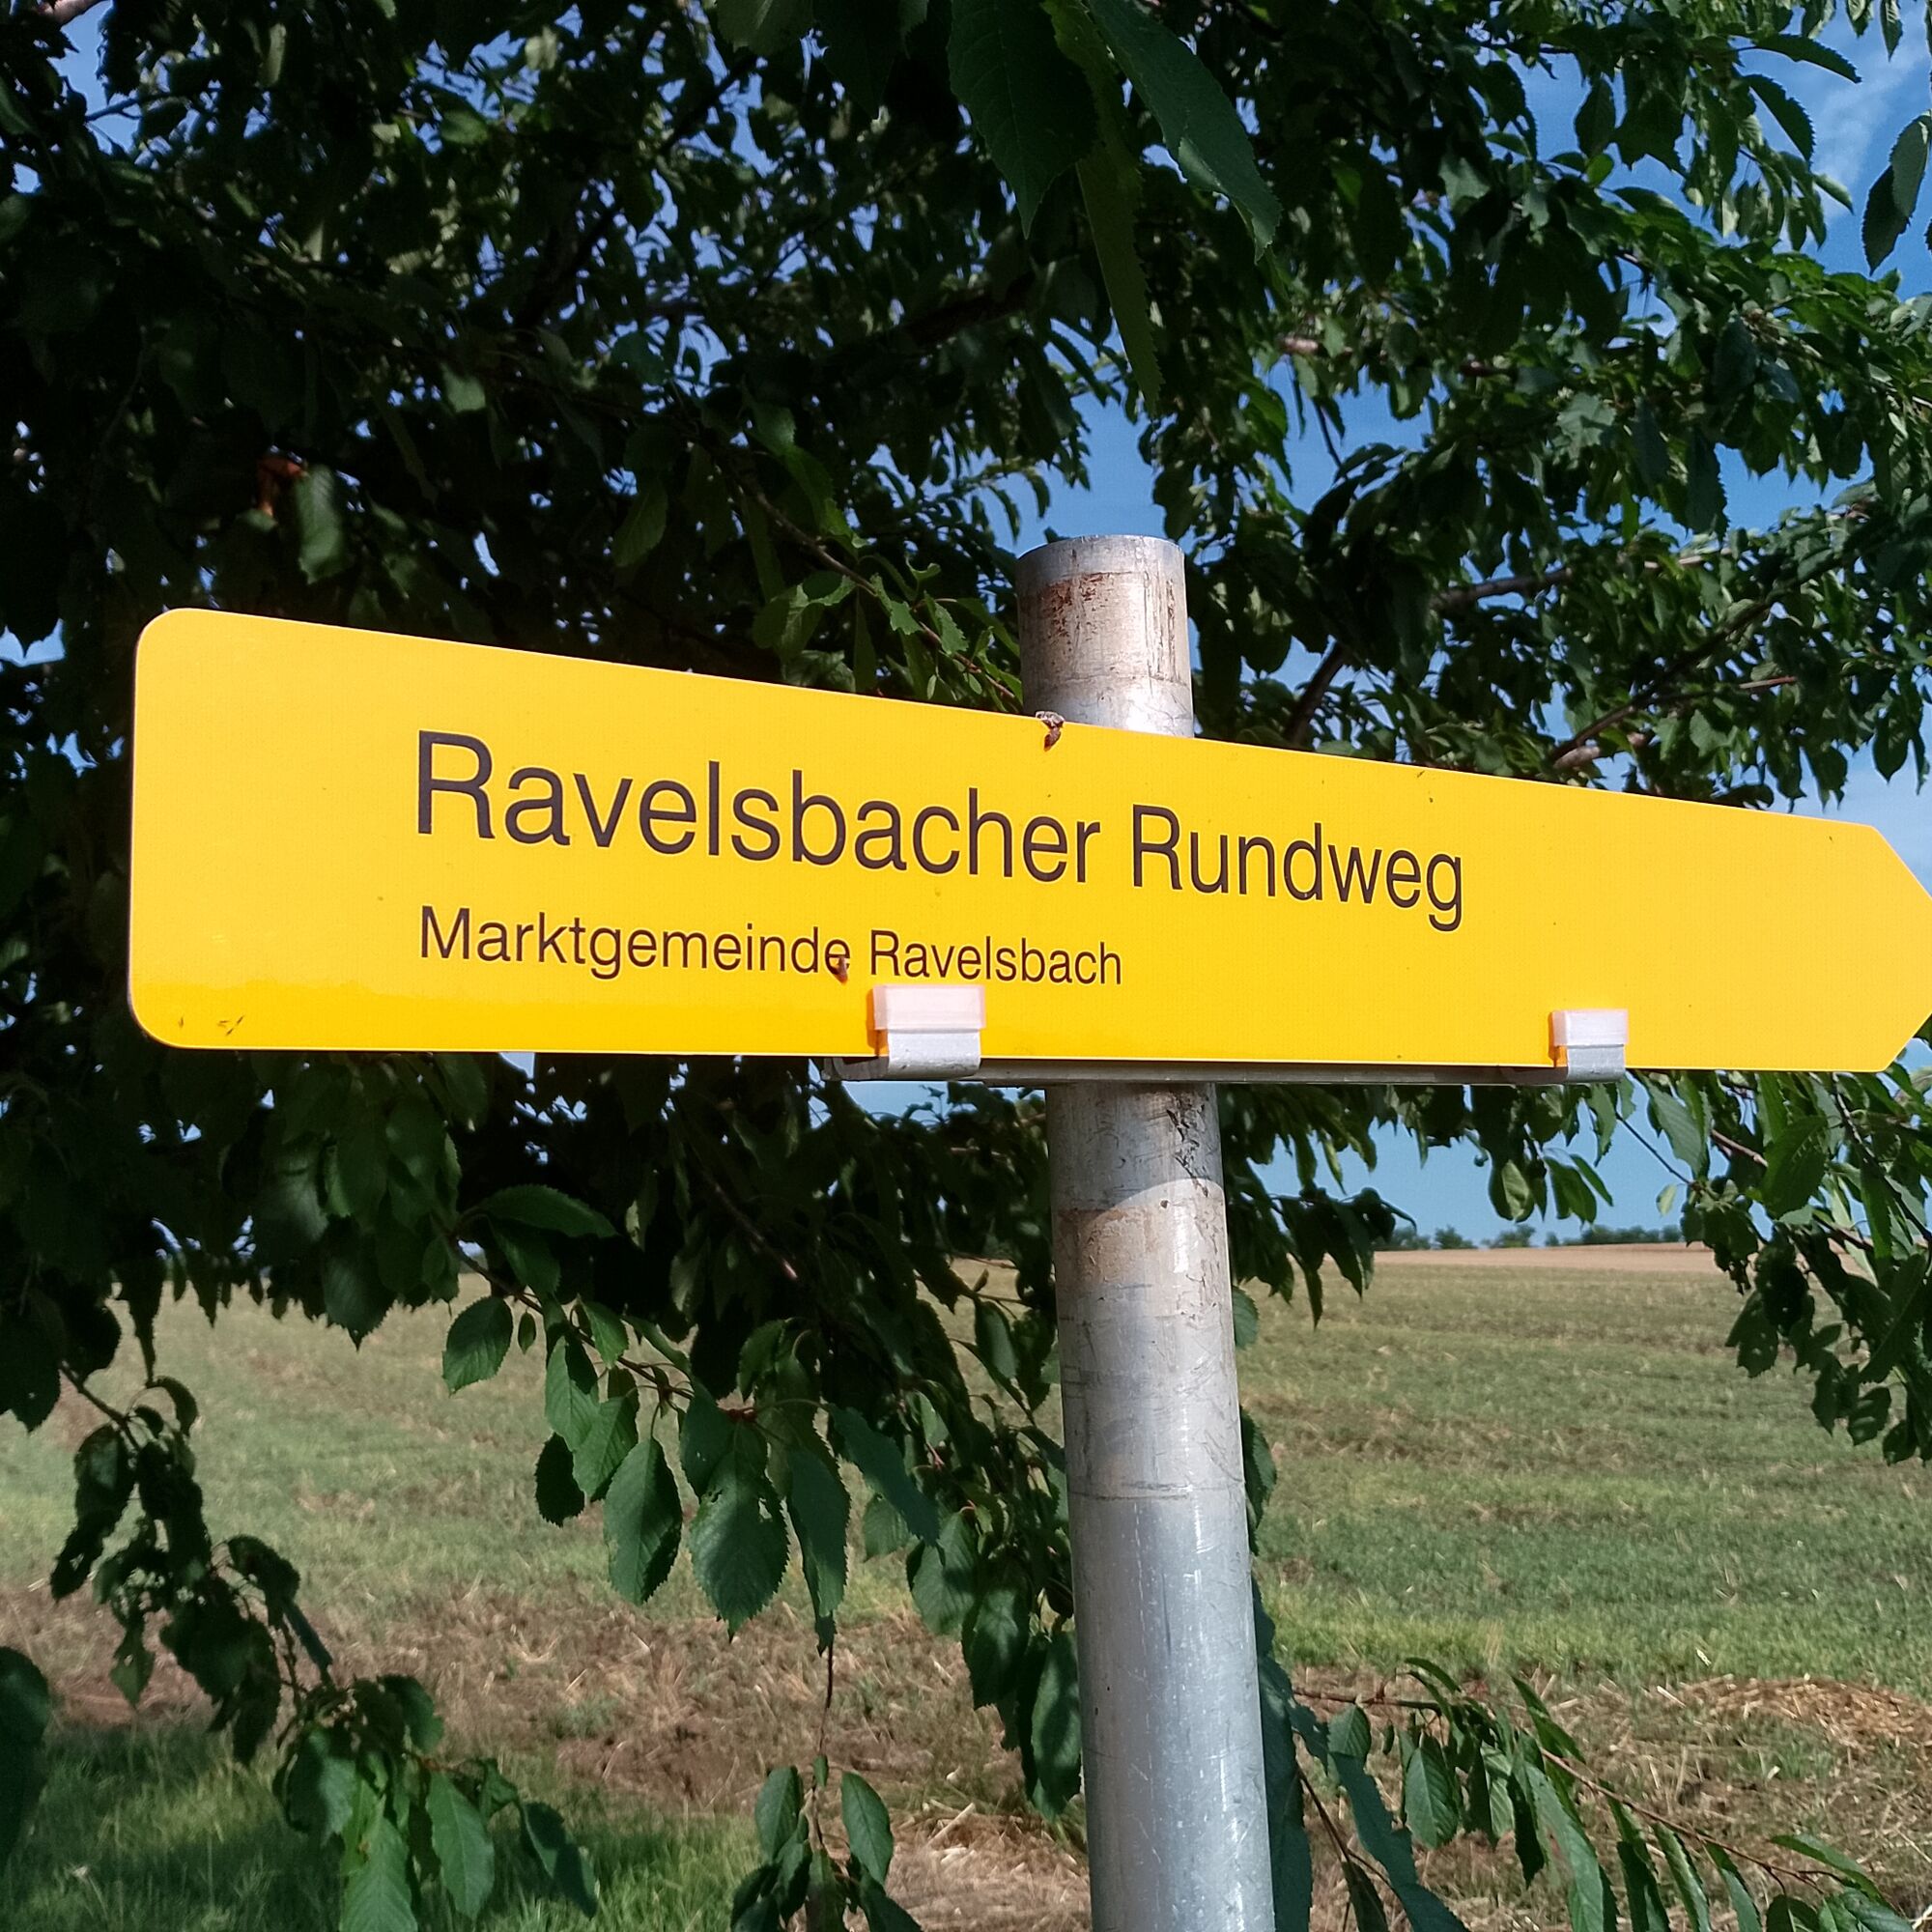 Ravelsbacher Rundweg
Marktgemeinde Ravelsbach